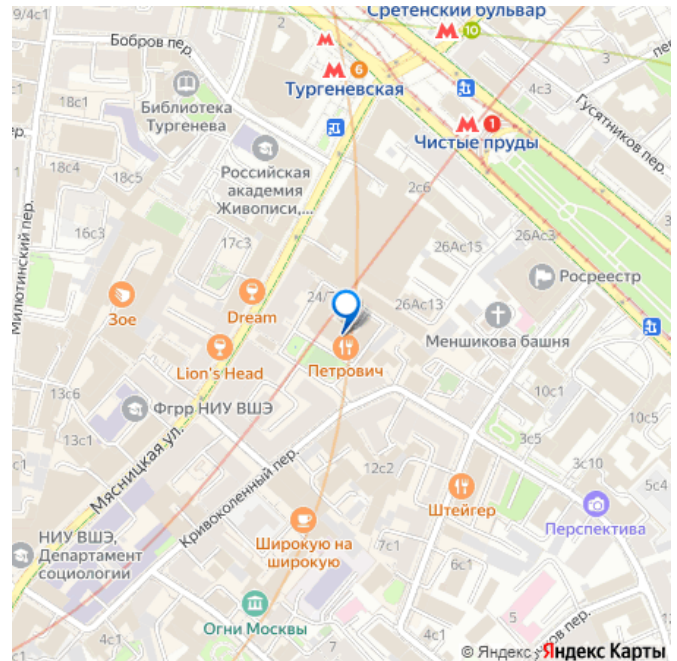 Сретенский бульвар
10
2
9/4с1
Бобров пер.
6
Тургеневская
4с3
Гусятников пер.
Библиотека
Тургенева
18с1
1
Чистые пруды
18с4
18с5
Российская
академия
Живописи,...
2с6
16с3
17с3
26Ас15
26Ас3
Милютинский пер.
Росреестр
24/7
26Ас13
Зое
Dream
Меншикова башня
Lion's Head
Петрович
13с6
Фгрр НИУ ВШЭ
10с1
10с5
13с1
Мясницкая ул.
3с5
Кривоколенный пер.
12с2
3с10
5с4
Штейгер
Перспектива
НИУ ВШЭ,
Департамент
социологии
Широкую на
широкую
7с1
6с1
5
Огни Москвы
4с1
5
© Яндекс Яндекс Карты